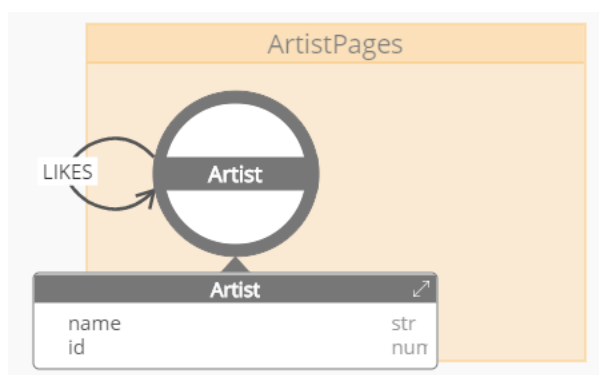 ArtistPages
LIKES
Artist
Artist
name str
id num